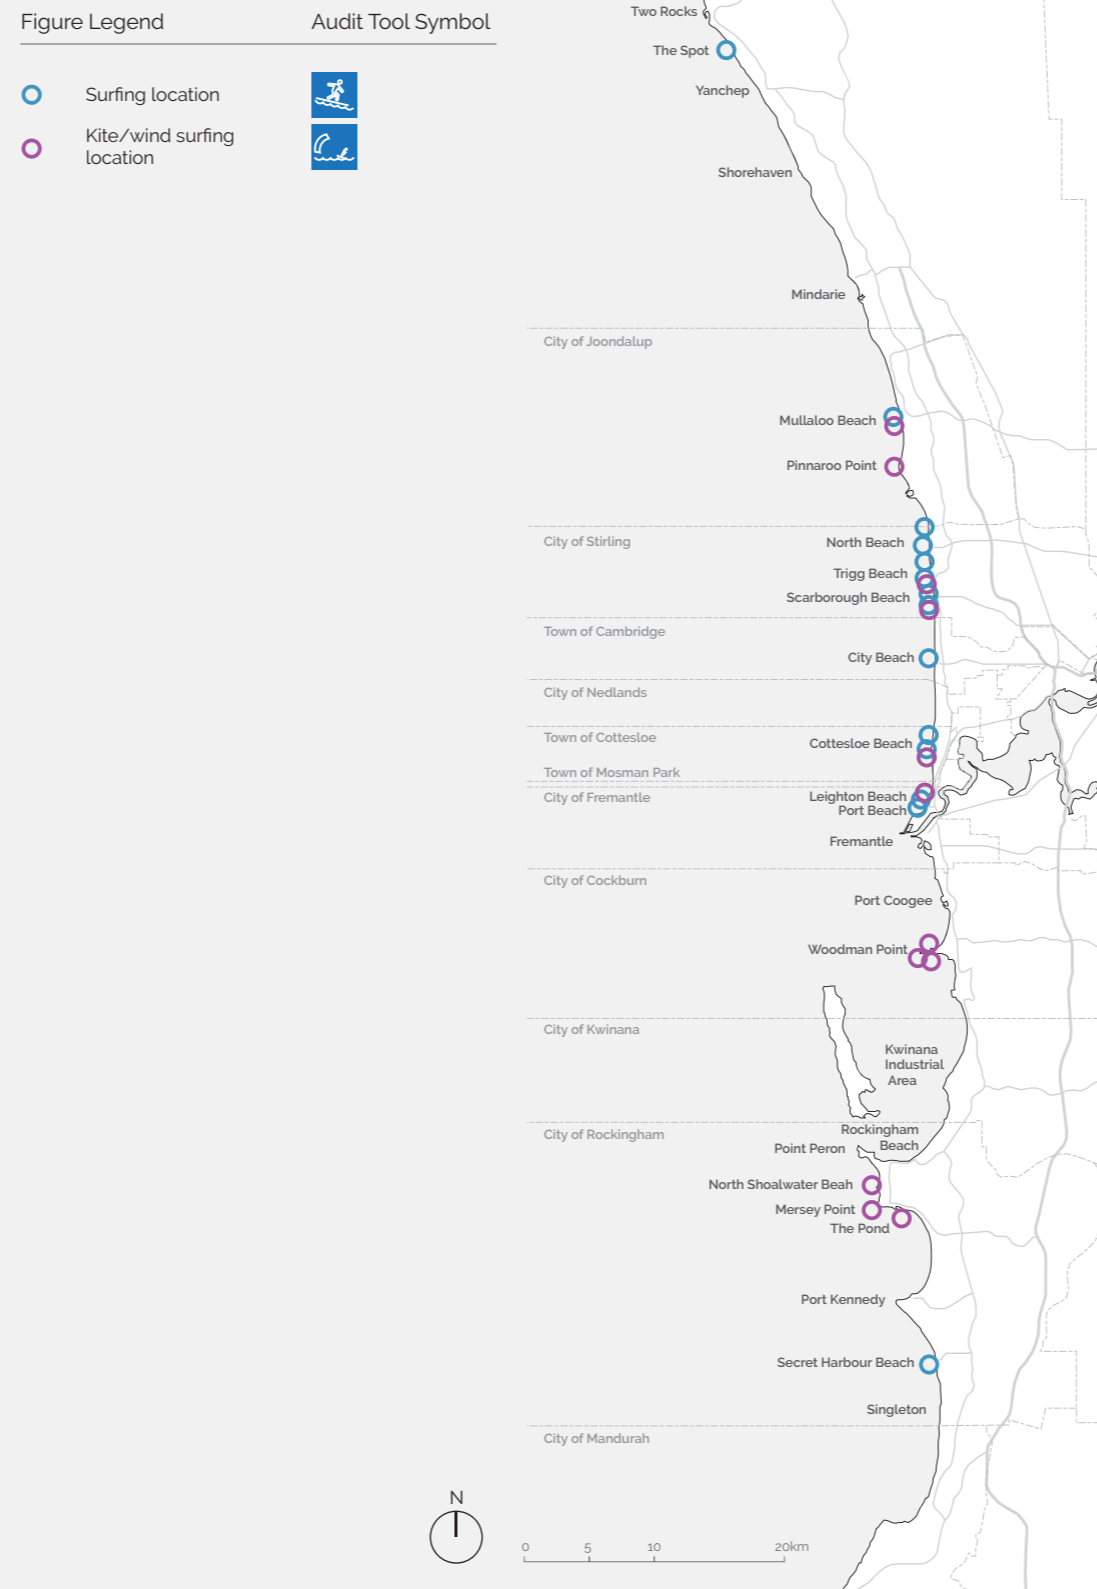 Figure Legend
Audit Tool Symbol
Surfing location
Kite/wind surfing
location
Two Rocks
The Spot
Yanchep
Shorehaven
Mindarie
City of Joondalup
Mullaloo Beach
Pinnaroo Point
City of Stirling
North Beach
Trigg Beach
Scarborough Beach
Town of Cambridge
City Beach
City of Nedlands
Town of Cottesloe
Cottesloe Beach
Town of Mosman Park
City of Fremantle
Leighton Beach
Port Beach
Fremantle
City of Cockburn
Port Coogee
Woodman Point
City of Kwinana
Kwinana
Industrial
Area
City of Rockingham
Rockingham
Beach
Point Peron
North Shoalwater Beah
Mersey Point
The Pond
Port Kennedy
Secret Harbour Beach
Singleton
City of Mandurah
N
0 5 10 20km